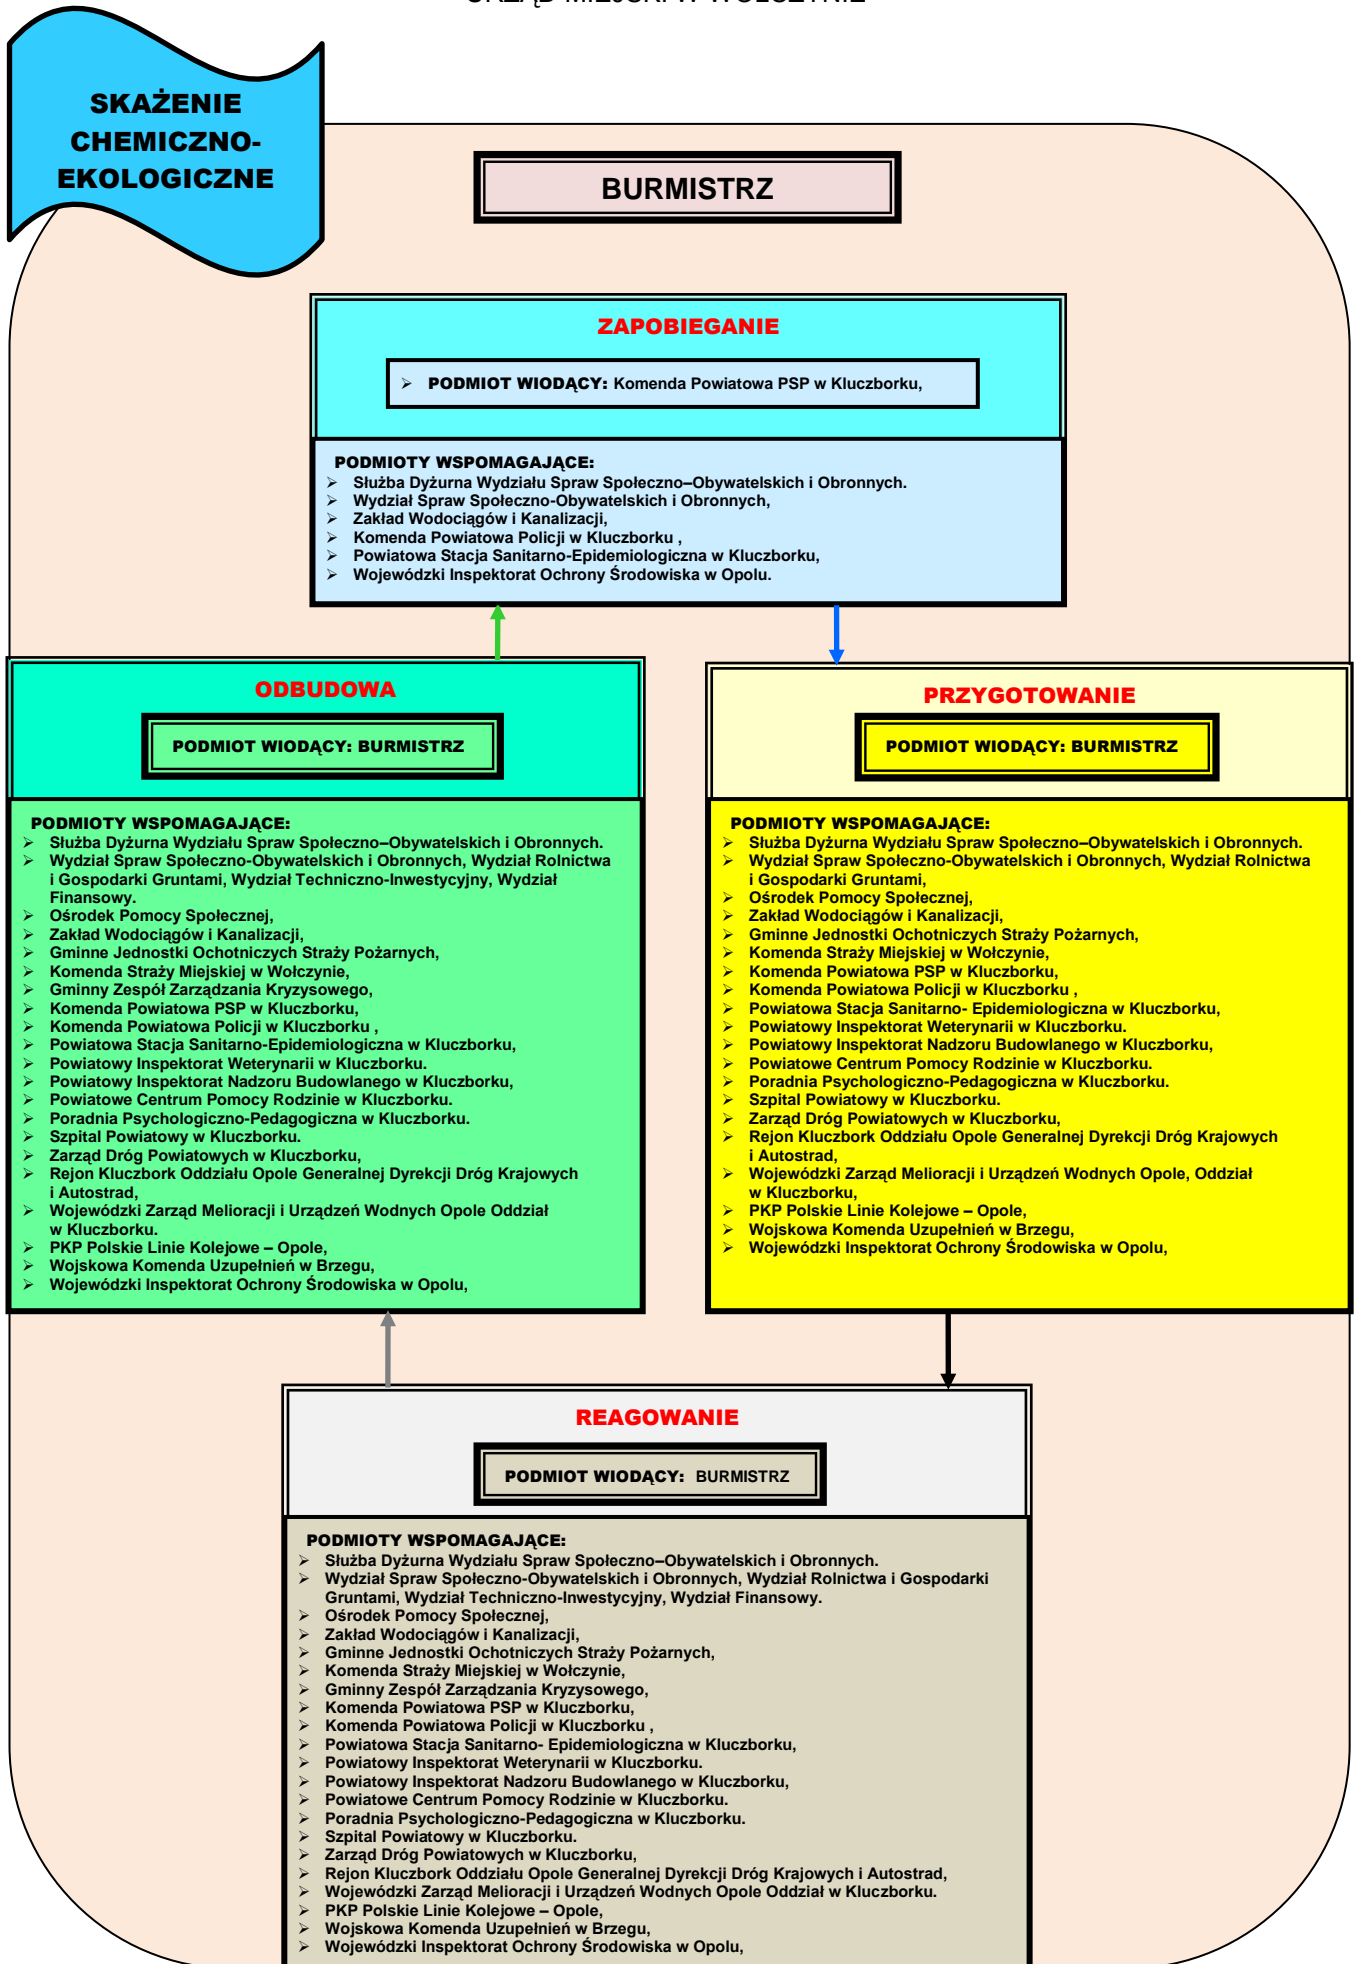 URZĄD MIEJSKI W WOŁCZYNIE
SKAŻENIE
CHEMICZNO-
EKOLOGICZNE
BURMISTRZ
ZAPOBIEGANIE
➢ PODMIOT WIODĄCY: Komenda Powiatowa PSP w Kluczborku,
PODMIOTY WSPOMAGAJĄCE:
➢ Służba Dyżurna Wydziału Spraw Społeczno–Obywatelskich i Obronnych.
➢ Wydział Spraw Społeczno-Obywatelskich i Obronnych,
➢ Zakład Wodociągów i Kanalizacji,
➢ Komenda Powiatowa Policji w Kluczborku ,
➢ Powiatowa Stacja Sanitarno-Epidemiologiczna w Kluczborku,
➢ Wojewódzki Inspektorat Ochrony Środowiska w Opolu.
ODBUDOWA
PODMIOT WIODĄCY: BURMISTRZ
PODMIOTY WSPOMAGAJĄCE:
➢ Służba Dyżurna Wydziału Spraw Społeczno–Obywatelskich i Obronnych.
➢ Wydział Spraw Społeczno-Obywatelskich i Obronnych, Wydział Rolnictwa
i Gospodarki Gruntami, Wydział Techniczno-Inwestycyjny, Wydział
Finansowy.
➢ Ośrodek Pomocy Społecznej,
➢ Zakład Wodociągów i Kanalizacji,
➢ Gminne Jednostki Ochotniczych Straży Pożarnych,
➢ Komenda Straży Miejskiej w Wołczynie,
➢ Gminny Zespół Zarządzania Kryzysowego,
➢ Komenda Powiatowa PSP w Kluczborku,
➢ Komenda Powiatowa Policji w Kluczborku ,
➢ Powiatowa Stacja Sanitarno-Epidemiologiczna w Kluczborku,
➢ Powiatowy Inspektorat Weterynarii w Kluczborku.
➢ Powiatowy Inspektorat Nadzoru Budowlanego w Kluczborku,
➢ Powiatowe Centrum Pomocy Rodzinie w Kluczborku.
➢ Poradnia Psychologiczno-Pedagogiczna w Kluczborku.
➢ Szpital Powiatowy w Kluczborku.
➢ Zarząd Dróg Powiatowych w Kluczborku,
➢ Rejon Kluczbork Oddziału Opole Generalnej Dyrekcji Dróg Krajowych
i Autostrad,
➢ Wojewódzki Zarząd Melioracji i Urządzeń Wodnych Opole Oddział
w Kluczborku.
➢ PKP Polskie Linie Kolejowe – Opole,
➢ Wojskowa Komenda Uzupełnień w Brzegu,
➢ Wojewódzki Inspektorat Ochrony Środowiska w Opolu,
PRZYGOTOWANIE
PODMIOT WIODĄCY: BURMISTRZ
PODMIOTY WSPOMAGAJĄCE:
➢ Służba Dyżurna Wydziału Spraw Społeczno–Obywatelskich i Obronnych.
➢ Wydział Spraw Społeczno-Obywatelskich i Obronnych, Wydział Rolnictwa
i Gospodarki Gruntami,
➢ Ośrodek Pomocy Społecznej,
➢ Zakład Wodociągów i Kanalizacji,
➢ Gminne Jednostki Ochotniczych Straży Pożarnych,
➢ Komenda Straży Miejskiej w Wołczynie,
➢ Komenda Powiatowa PSP w Kluczborku,
➢ Komenda Powiatowa Policji w Kluczborku ,
➢ Powiatowa Stacja Sanitarno- Epidemiologiczna w Kluczborku,
➢ Powiatowy Inspektorat Weterynarii w Kluczborku.
➢ Powiatowy Inspektorat Nadzoru Budowlanego w Kluczborku,
➢ Powiatowe Centrum Pomocy Rodzinie w Kluczborku.
➢ Poradnia Psychologiczno-Pedagogiczna w Kluczborku.
➢ Szpital Powiatowy w Kluczborku.
➢ Zarząd Dróg Powiatowych w Kluczborku,
➢ Rejon Kluczbork Oddziału Opole Generalnej Dyrekcji Dróg Krajowych
i Autostrad,
➢ Wojewódzki Zarząd Melioracji i Urządzeń Wodnych Opole, Oddział
w Kluczborku,
➢ PKP Polskie Linie Kolejowe – Opole,
➢ Wojskowa Komenda Uzupełnień w Brzegu,
➢ Wojewódzki Inspektorat Ochrony Środowiska w Opolu,
REAGOWANIE
PODMIOT WIODĄCY: BURMISTRZ
PODMIOTY WSPOMAGAJĄCE:
➢ Służba Dyżurna Wydziału Spraw Społeczno–Obywatelskich i Obronnych.
➢ Wydział Spraw Społeczno-Obywatelskich i Obronnych, Wydział Rolnictwa i Gospodarki
Gruntami, Wydział Techniczno-Inwestycyjny, Wydział Finansowy.
➢ Ośrodek Pomocy Społecznej,
➢ Zakład Wodociągów i Kanalizacji,
➢ Gminne Jednostki Ochotniczych Straży Pożarnych,
➢ Komenda Straży Miejskiej w Wołczynie,
➢ Gminny Zespół Zarządzania Kryzysowego,
➢ Komenda Powiatowa PSP w Kluczborku,
➢ Komenda Powiatowa Policji w Kluczborku ,
➢ Powiatowa Stacja Sanitarno- Epidemiologiczna w Kluczborku,
➢ Powiatowy Inspektorat Weterynarii w Kluczborku.
➢ Powiatowy Inspektorat Nadzoru Budowlanego w Kluczborku,
➢ Powiatowe Centrum Pomocy Rodzinie w Kluczborku.
➢ Poradnia Psychologiczno-Pedagogiczna w Kluczborku.
➢ Szpital Powiatowy w Kluczborku.
➢ Zarząd Dróg Powiatowych w Kluczborku,
➢ Rejon Kluczbork Oddziału Opole Generalnej Dyrekcji Dróg Krajowych i Autostrad,
➢ Wojewódzki Zarząd Melioracji i Urządzeń Wodnych Opole Oddział w Kluczborku.
➢ PKP Polskie Linie Kolejowe – Opole,
➢ Wojskowa Komenda Uzupełnień w Brzegu,
➢ Wojewódzki Inspektorat Ochrony Środowiska w Opolu,